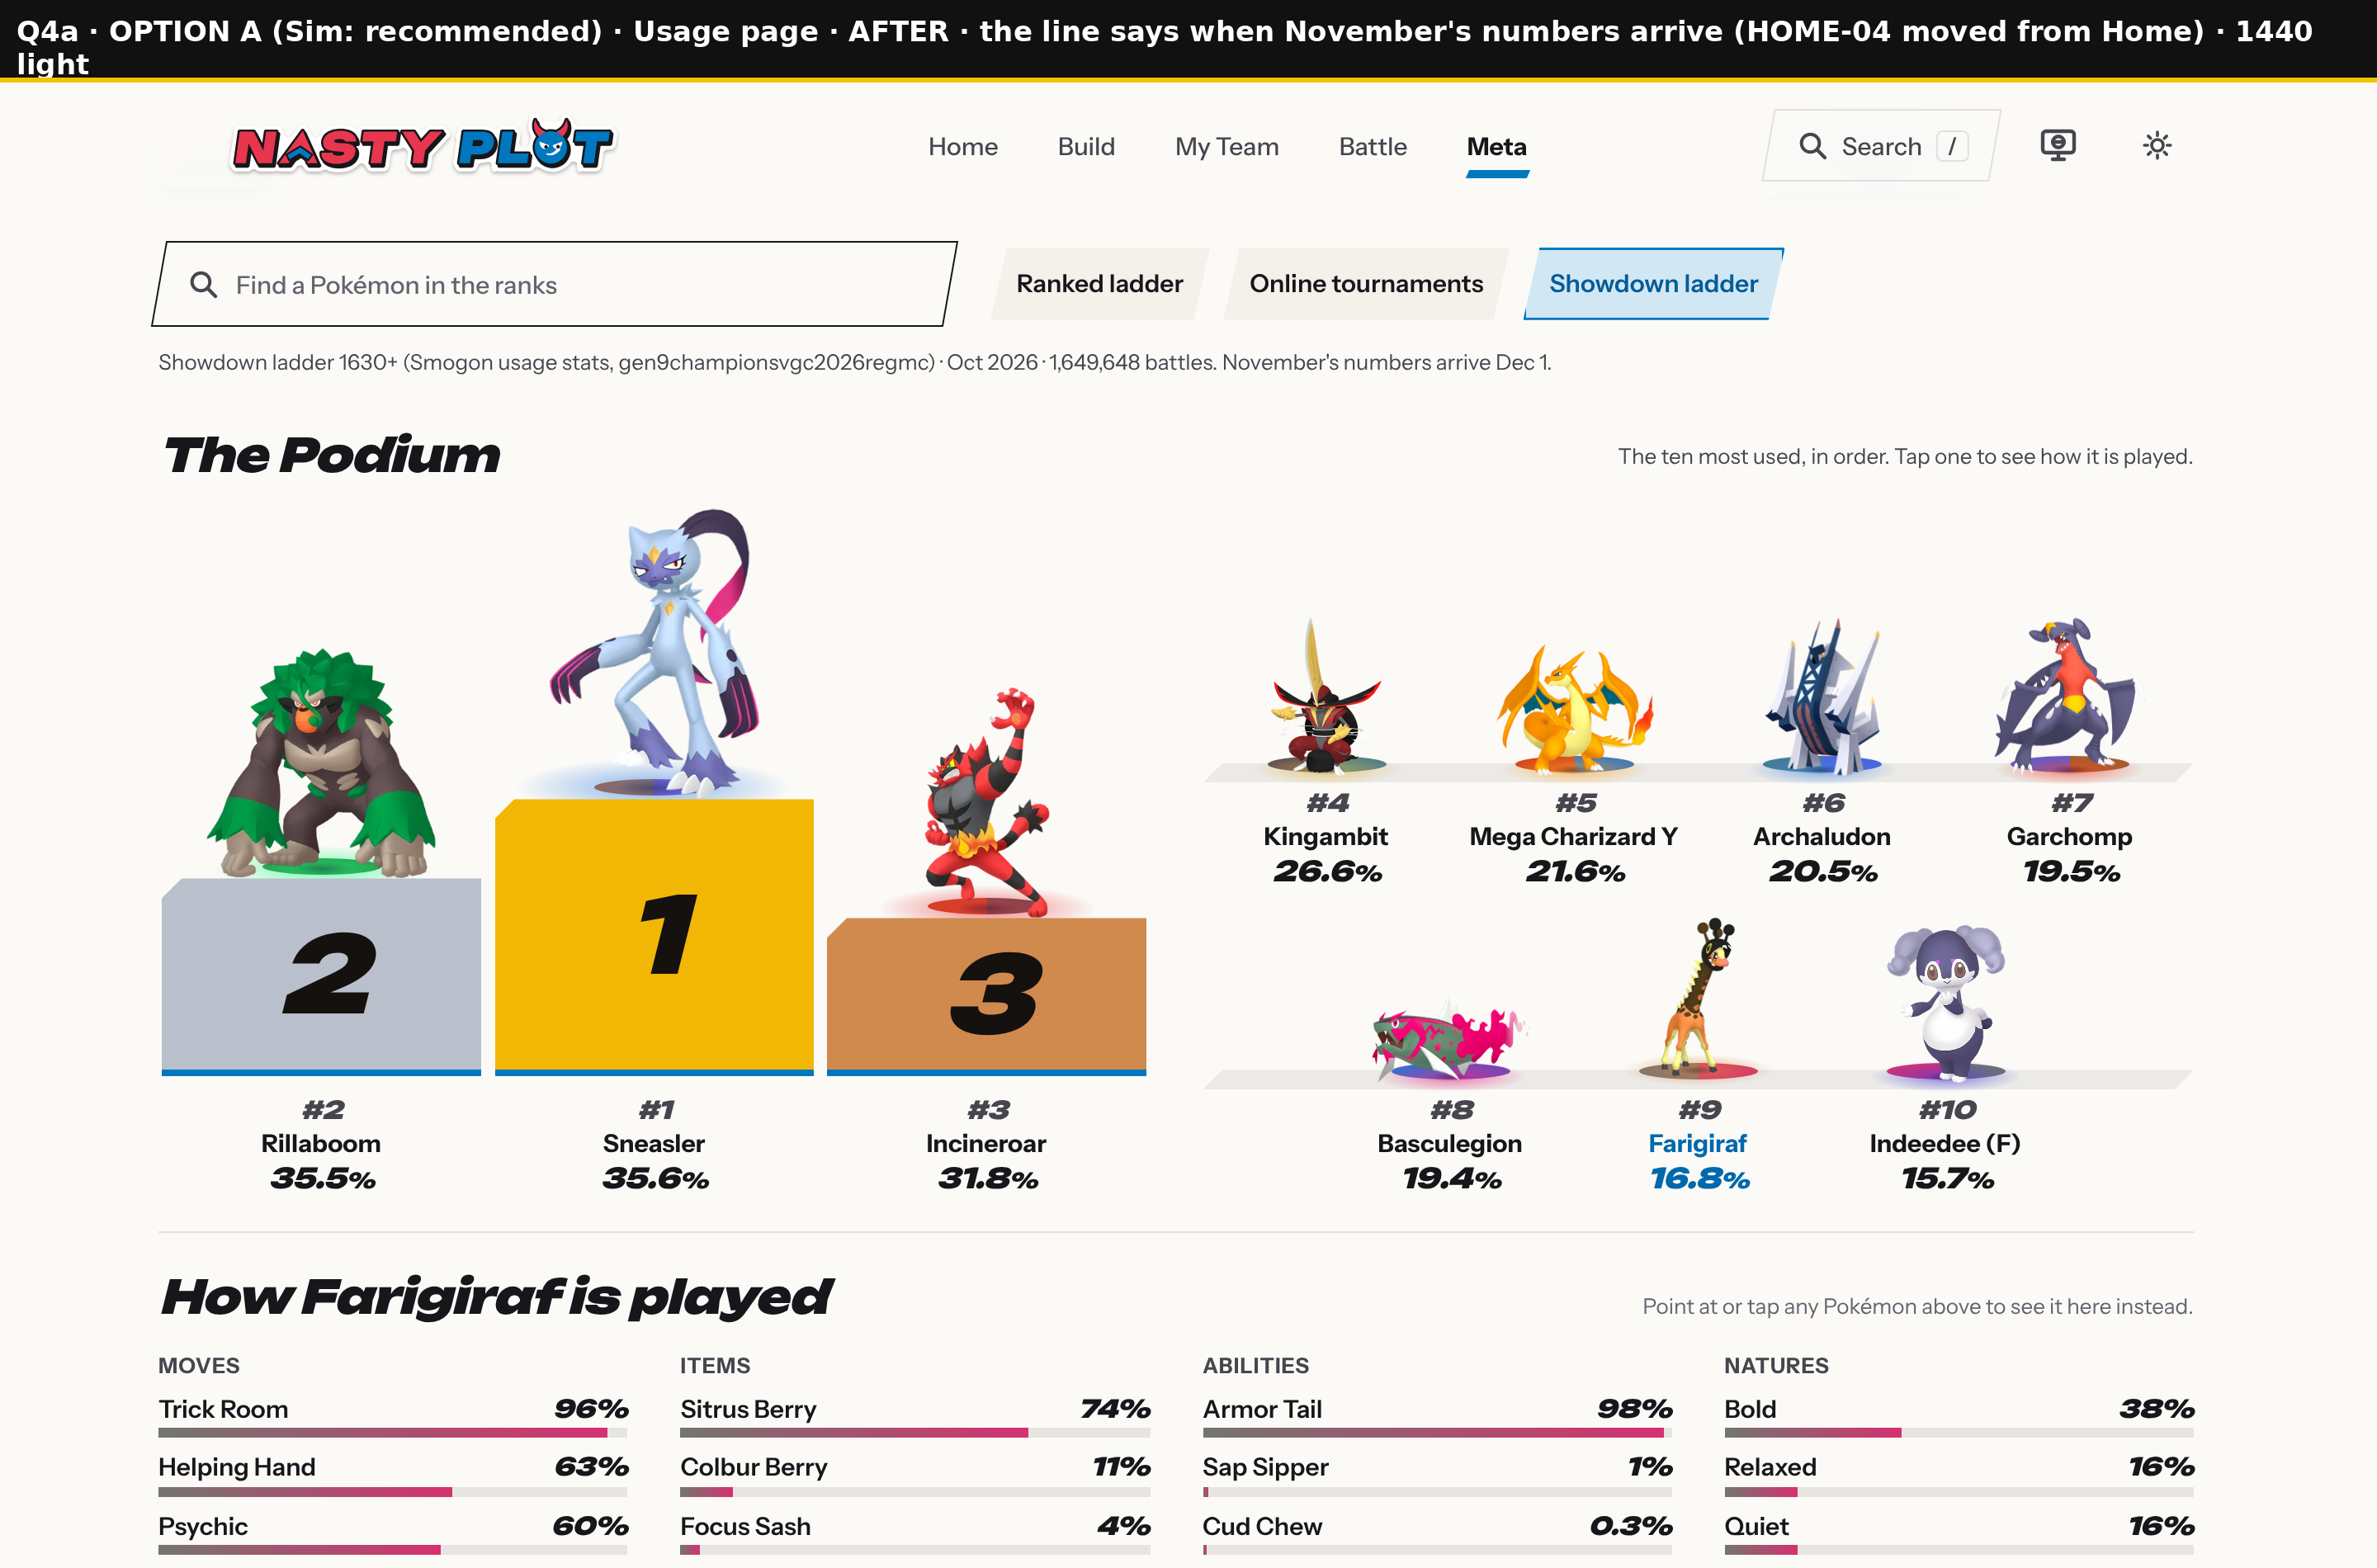 Q4a · OPTION A (Sim: recommended) · Usage page · AFTER · the line says when November's numbers arrive (HOME-04 moved from Home) · 1440
light
NASTY PLOT
Home Build My Team Battle Meta
Search /
Find a Pokémon in the ranks
Ranked ladder Online tournaments Showdown ladder
Showdown ladder 1630+ (Smogon usage stats, gen9championsvgc2026regmc) · Oct 2026 · 1,649,648 battles. November's numbers arrive Dec 1.
The Podium
The ten most used, in order. Tap one to see how it is played.
2 1 3
#2 #1 #3
Rillaboom Sneasler Incineroar
35.5% 35.6% 31.8%
#4 #5 #6 #7
Kingambit Mega Charizard Y Archaludon Garchomp
26.6% 21.6% 20.5% 19.5%
#8 #9 #10
Basculegion Farigiraf Indeedee (F)
19.4% 16.8% 15.7%
How Farigiraf is played
Point at or tap any Pokémon above to see it here instead.
MOVES ITEMS ABILITIES NATURES
Trick Room 96% Sitrus Berry 74% Armor Tail 98% Bold 38%
Helping Hand 63% Colbur Berry 11% Sap Sipper 1% Relaxed 16%
Psychic 60% Focus Sash 4% Cud Chew 0.3% Quiet 16%